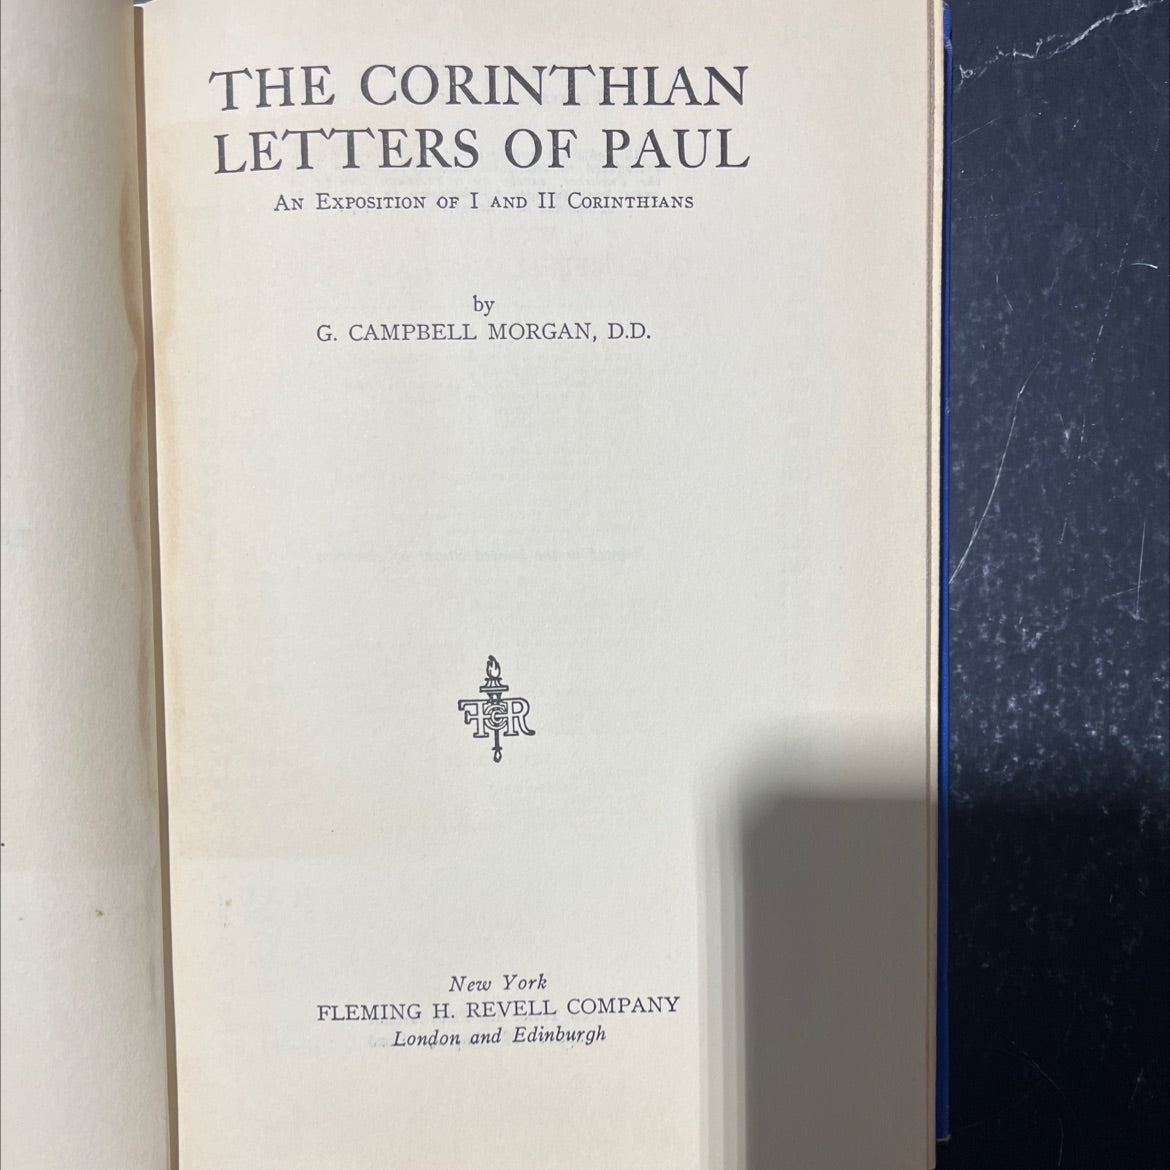 THE CORINTHIAN
LETTERS OF PAUL
AN EXPOSITION OF I AND II CORINTHIANS
by
G. CAMPBELL MORGAN, D.D.
New York
FLEMING H. REVELL COMPANY
London and Edinburgh